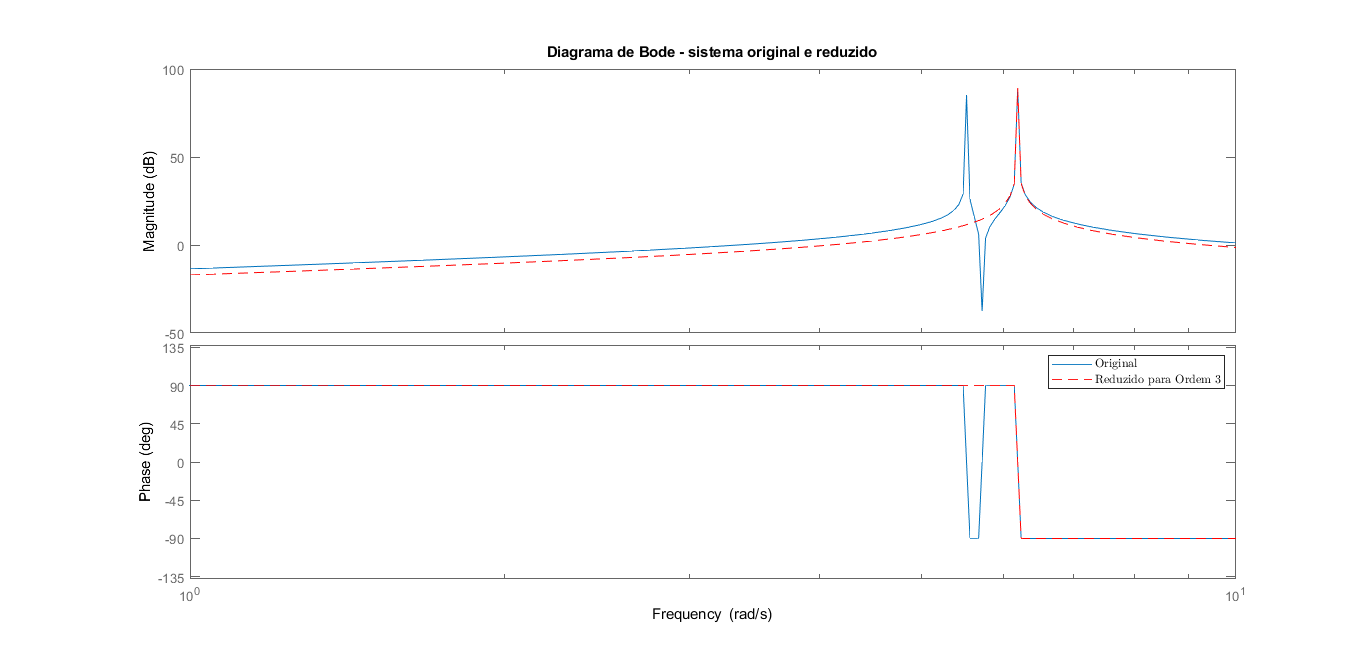 Diagrama de Bode - sistema original e reduzido
Magnitude (dB)
100
50
0
-50
Phase (deg)
135
90
45
0
-45
-90
-135
Original
Reduzido para Ordem 3
10^0
10^1
Frequency (rad/s)